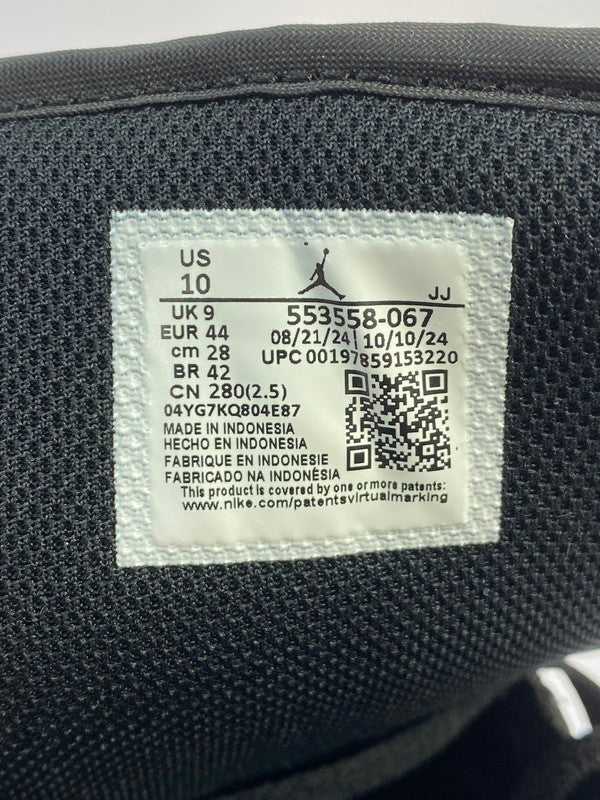 US
10
JJ
UK 9
553558-067
EUR 44
08/21/24 | 10/10/24
cm 28
UPC 00197859153220
BR 42
CN 280(2.5)
04YG7KQ804E87
MADE IN INDONESIA
HECHO EN INDONESIA
FABRIQUE EN INDONESIE
FABRICADO NA INDONÉSIA
This product is covered by one or more patents:
www.nike.com/patentsvirtualmarking